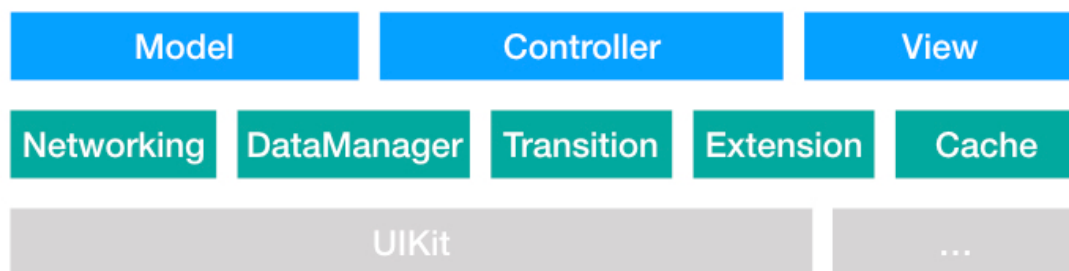 Model Controller View
Networking DataManager Transition Extension Cache
UIKit ...